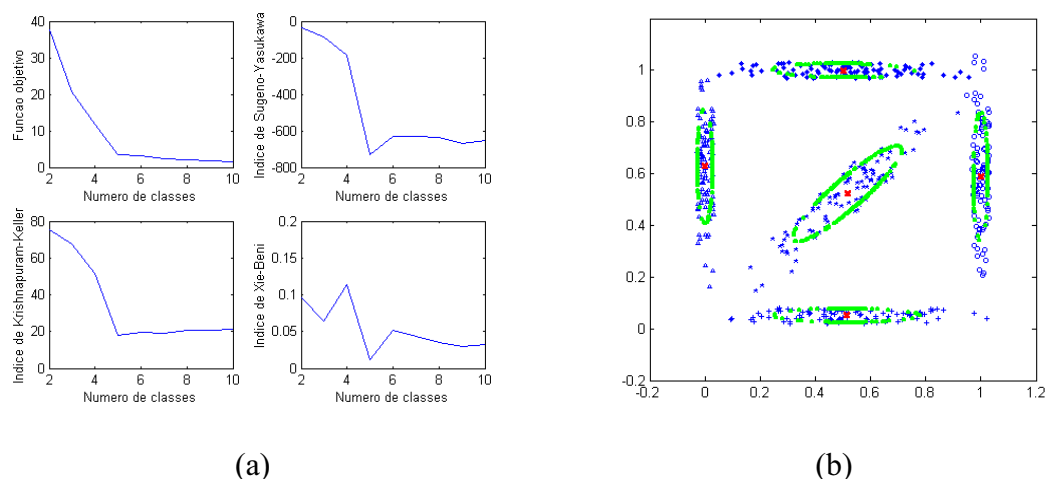 40
30
20
10
0
Funcao objetivo
2 4 6 8 10
Numero de classes
0
-200
-400
-600
-800
Indice de Sugeno-Yasukawa
2 4 6 8 10
Numero de classes
80
60
40
20
0
Indice de Krishnapuram-Keller
2 4 6 8 10
Numero de classes
0.2
0.15
0.1
0.05
0
Indice de Xie-Beni
2 4 6 8 10
Numero de classes
(a)
1
0.8
0.6
0.4
0.2
0
-0.2
-0.2 0 0.2 0.4 0.6 0.8 1 1.2
(b)